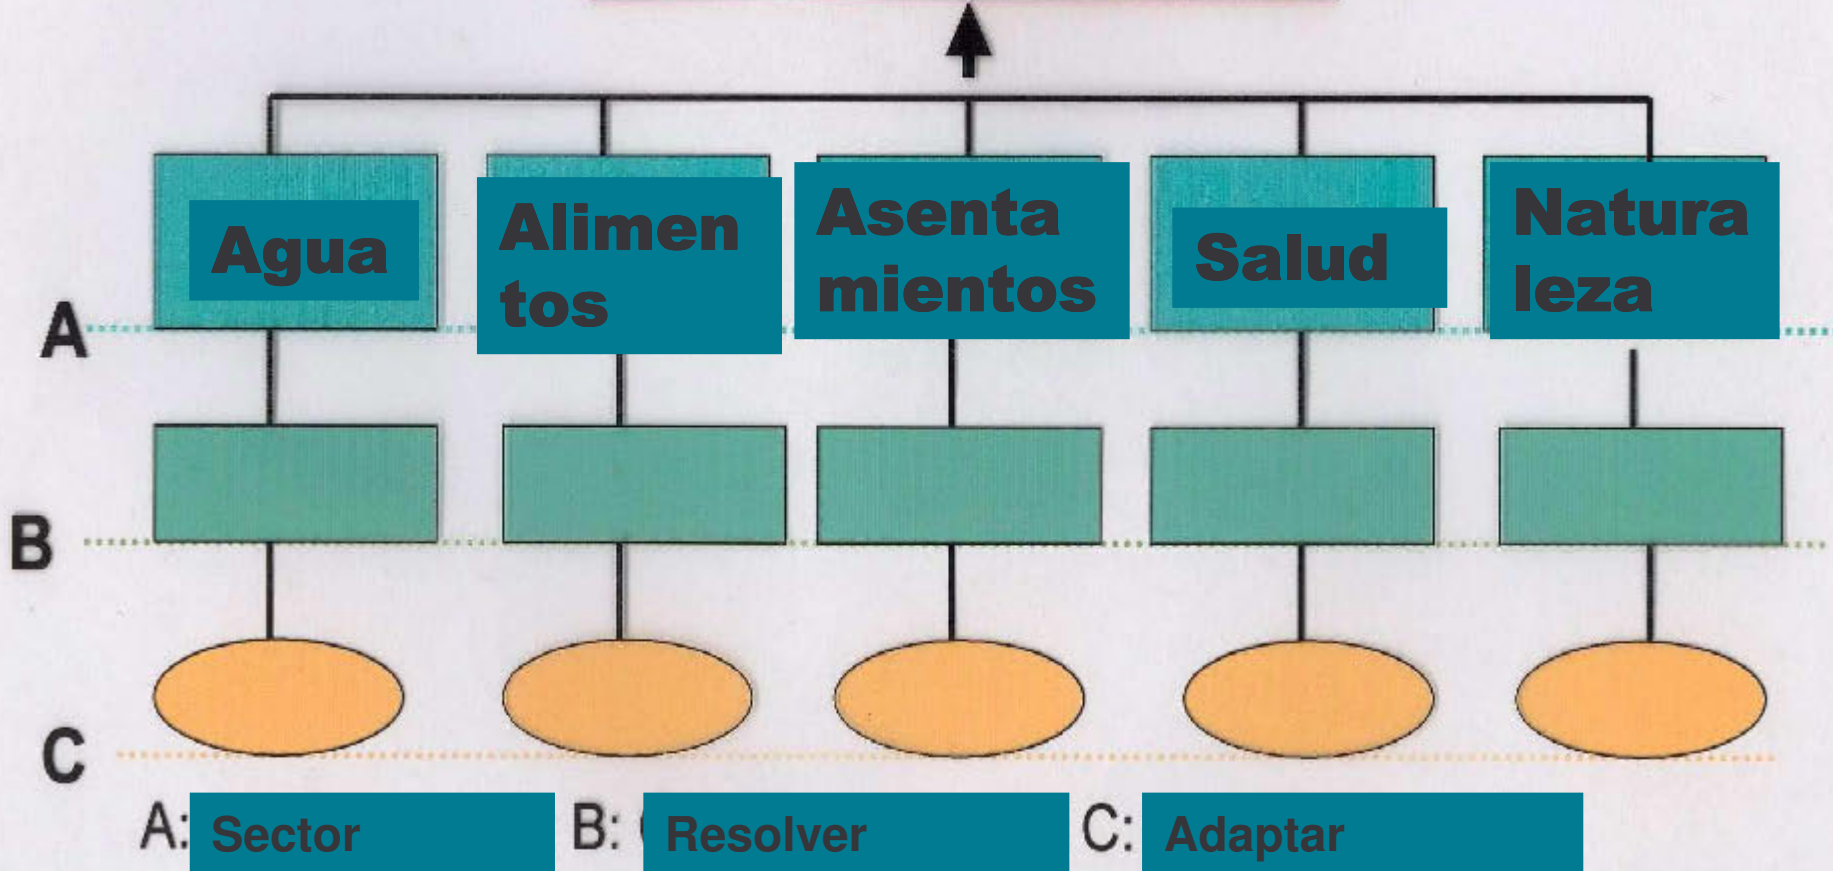 Agua
Alimen
tos
Asenta
mientos
Salud
Natura
leza
A
B
C
A: Sector B: Resolver C: Adaptar